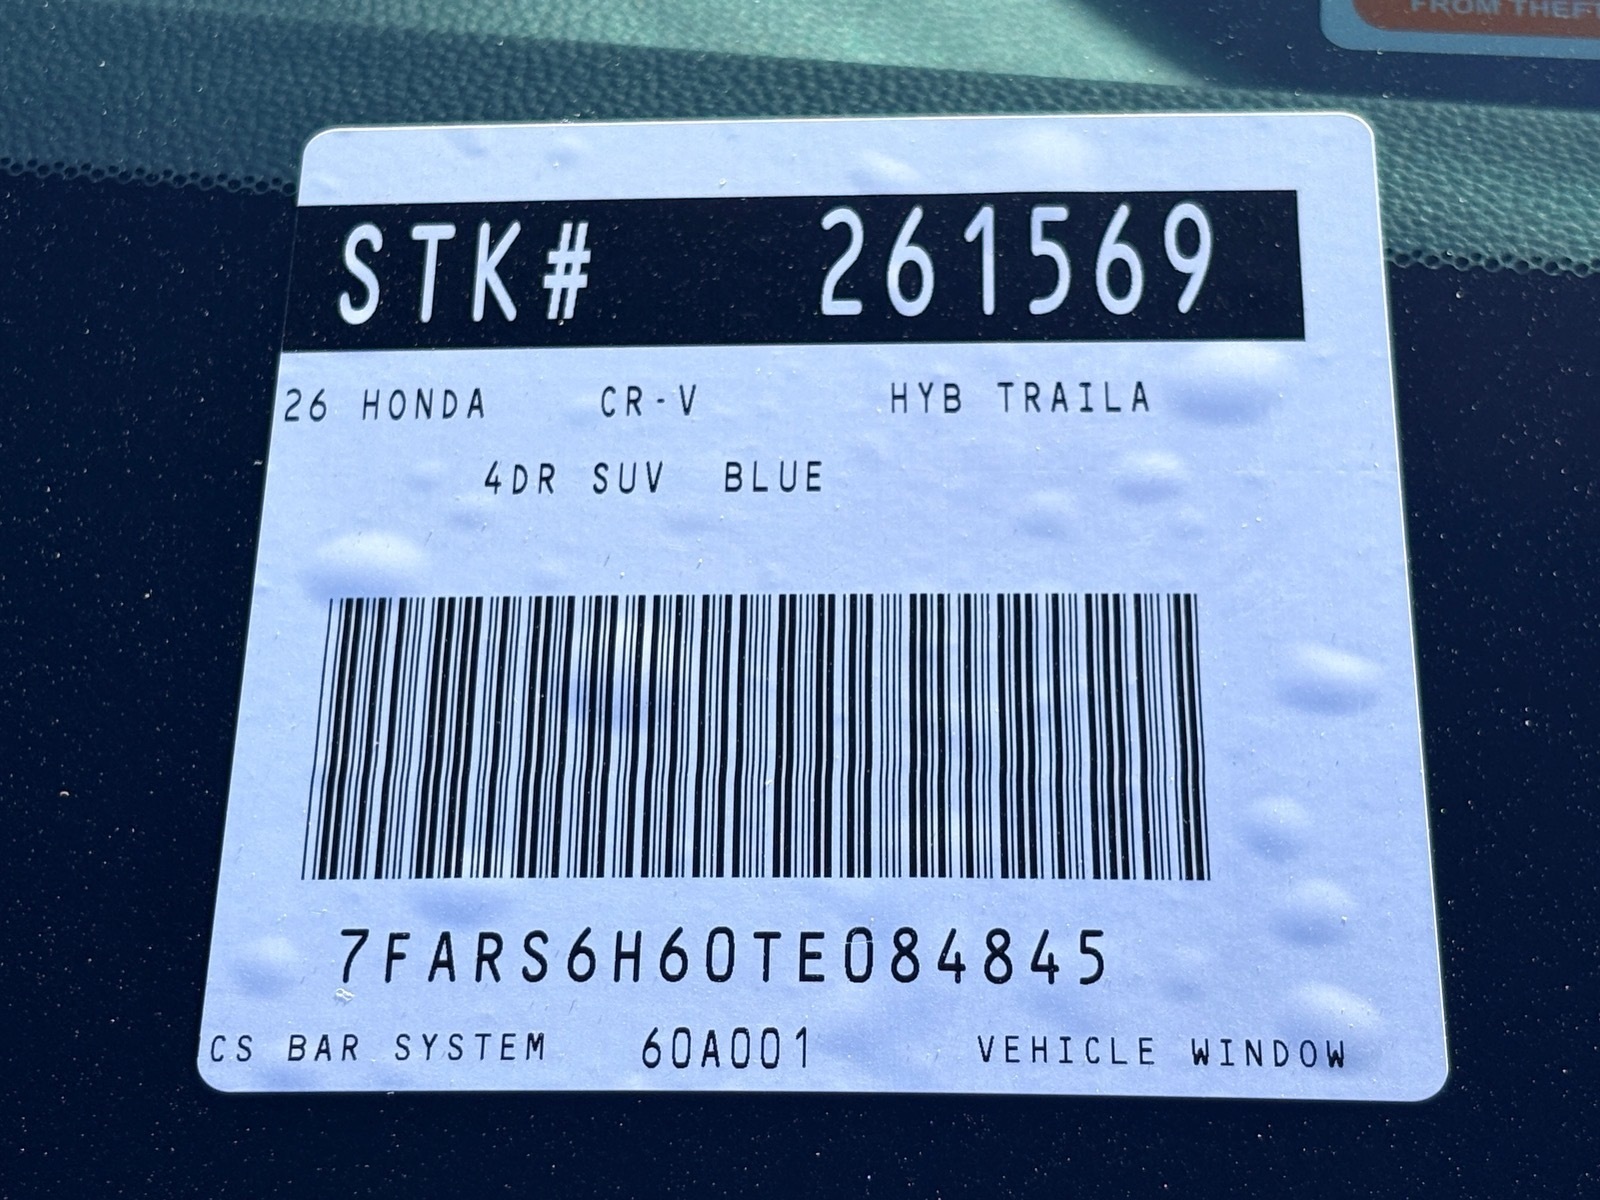 FROM THEFT
STK# 261569
26 HONDA CR-V HYB TRAILA
4DR SUV BLUE
7FARS6H60TE084845
CS BAR SYSTEM 60A001 VEHICLE WINDOW